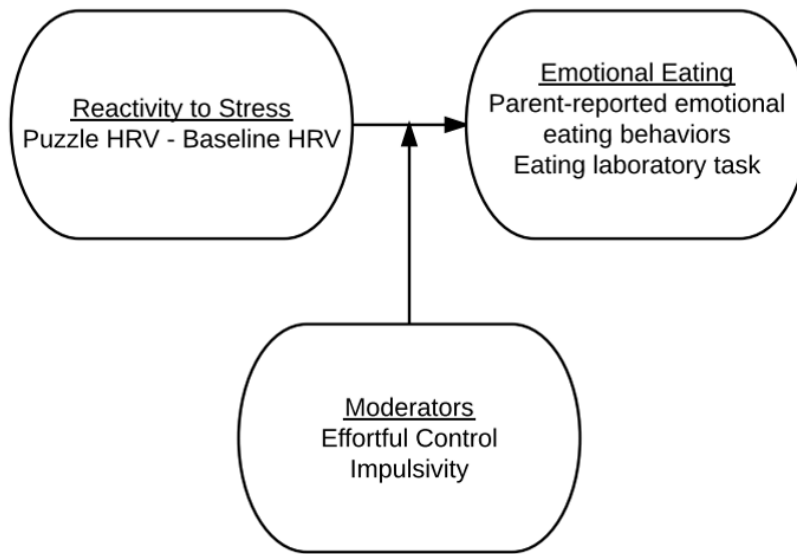 Reactivity to Stress
Puzzle HRV - Baseline HRV
Emotional Eating
Parent-reported emotional
eating behaviors
Eating laboratory task
Moderators
Effortful Control
Impulsivity